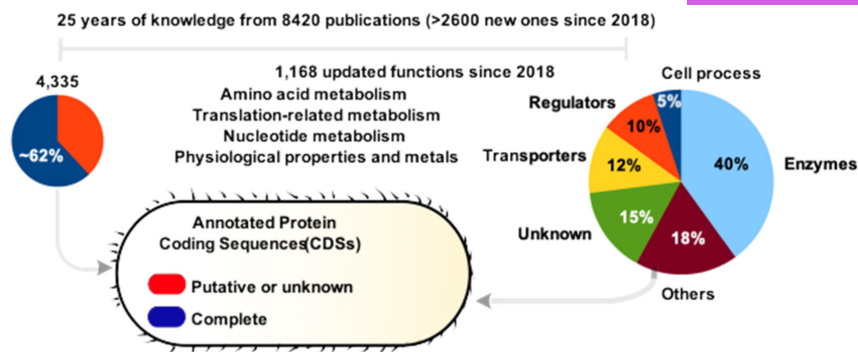 25 years of knowledge from 8420 publications (>2600 new ones since 2018)
4,335
~62%
1,168 updated functions since 2018
Amino acid metabolism
Translation-related metabolism
Nucleotide metabolism
Physiological properties and metals
Cell process
5%
Regulators
10%
Transporters
12%
40%
Enzymes
Unknown
15%
18%
Others
Annotated Protein
Coding Sequences(CDSs)
Putative or unknown
Complete